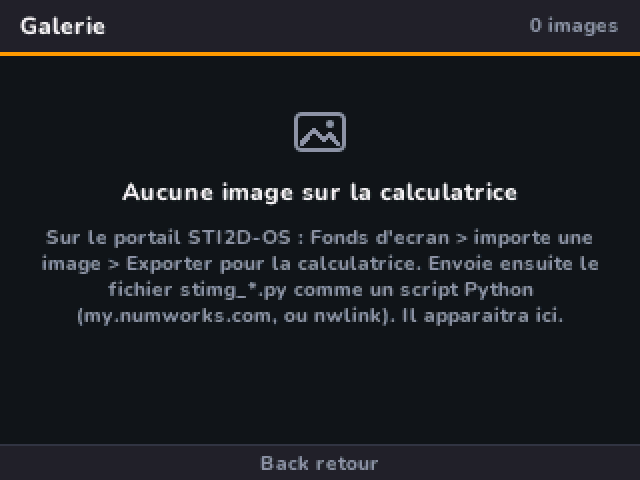 Galerie
0 images
Aucune image sur la calculatrice
Sur le portail STI2D-OS : Fonds d'ecran > importe une
image > Exporter pour la calculatrice. Envoie ensuite le
fichier stimg_*.py comme un script Python
(my.numworks.com, ou nwlink). Il apparaitra ici.
Back retour